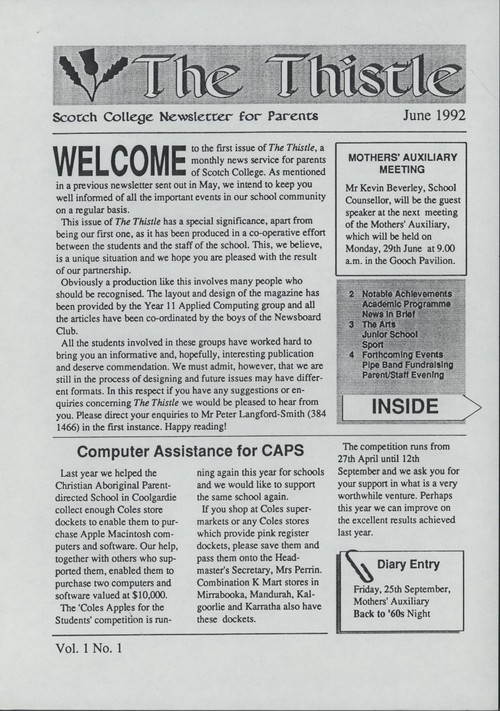 The Thistle
Scotch College Newsletter for Parents
June 1992
WELCOME to the first issue of The Thistle, a
monthly news service for parents
of Scotch College. As mentioned
in a previous newsletter sent out in May, we intend to keep you
well informed of all the important events in our school community
on a regular basis.
This issue of The Thistle has a special significance, apart from
being our first one, as it has been produced in a co-operative effort
between the students and the staff of the school. This, we believe,
is a unique situation and we hope you are pleased with the result
of our partnership.
Obviously a production like this involves many people who
should be recognised. The layout and design of the magazine has
been provided by the Year 11 Applied Computing group and all
the articles have been co-ordinated by the boys of the Newsboard
Club.
All the students involved in these groups have worked hard to
bring you an informative and, hopefully, interesting publication
and deserve commendation. We must admit, however, that we are
still in the process of designing and future issues may have differ-
ent formats. In this respect if you have any suggestions or en-
quiries concerning The Thistle we would be pleased to hear from
you. Please direct your enquiries to Mr Peter Langford-Smith (384
1466) in the first instance. Happy reading!
MOTHERS' AUXILIARY
MEETING
Mr Kevin Beverley, School
Counsellor, will be the guest
speaker at the next meeting
of the Mothers' Auxiliary,
which will be held on
Monday, 29th June at 9.00
a.m. in the Gooch Pavilion.
2 Notable Achievements
Academic Programme
News in Brief
3 The Arts
Junior School
Sport
4 Forthcoming Events
Pipe Band Fundraising
Parent/Staff Evening
INSIDE
Computer Assistance for CAPS
Last year we helped the
Christian Aboriginal Parent-
directed School in Coolgardie
collect enough Coles store
dockets to enable them to pur-
chase Apple Macintosh com-
puters and software. Our help,
together with others who sup-
ported them, enabled them to
purchase two computers and
software valued at $10,000.
The 'Coles Apples for the
Students' competition is run-
ning again this year for schools
and we would like to support
the same school again.
If you shop at Coles super-
markets or any Coles stores
which provide pink register
dockets, please save them and
pass them onto the Head-
master's Secretary, Mrs Perrin.
Combination K Mart stores in
Mirrabooka, Mandurah, Kal-
goorlie and Karratha also have
these dockets.
The competition runs from
27th April until 12th
September and we ask you for
your support in what is a very
worthwhile venture. Perhaps
this year we can improve on
the excellent results achieved
last year.
Diary Entry
Friday, 25th September,
Mothers' Auxiliary
Back to '60s Night
Vol. 1 No. 1